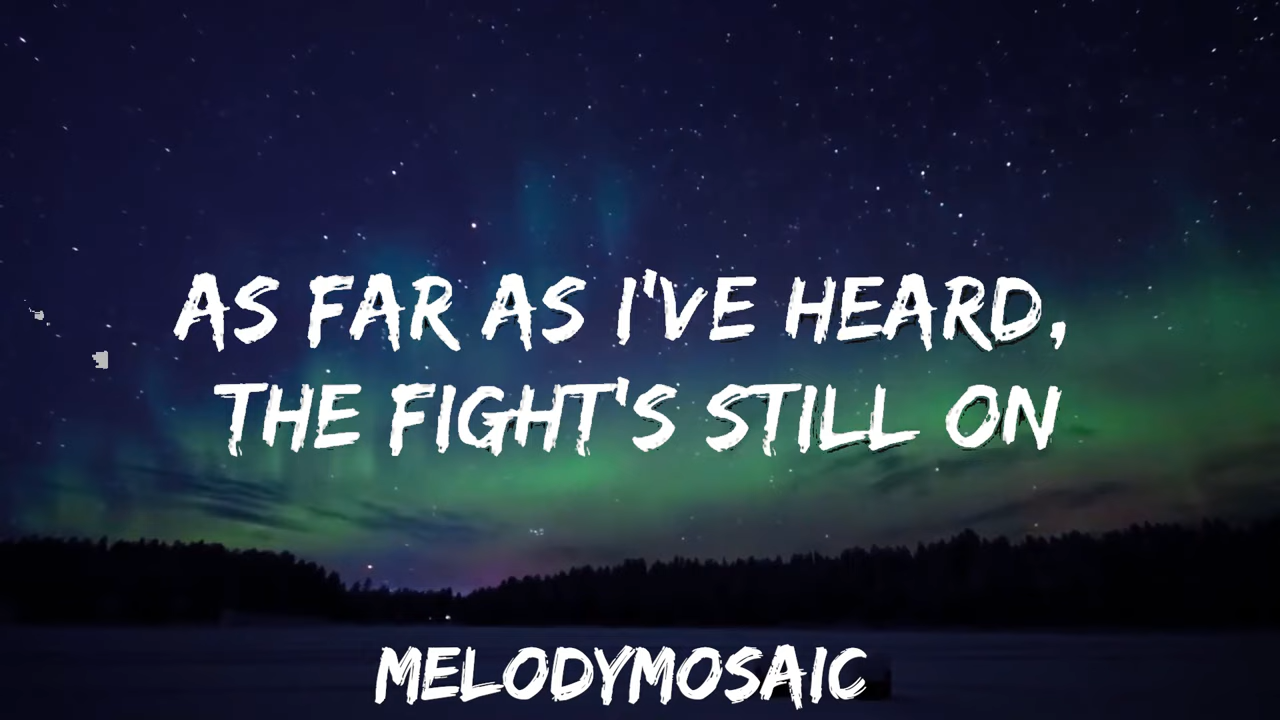 AS FAR AS I'VE HEARD,
THE FIGHT'S STILL ON
MELODYMOSAIC